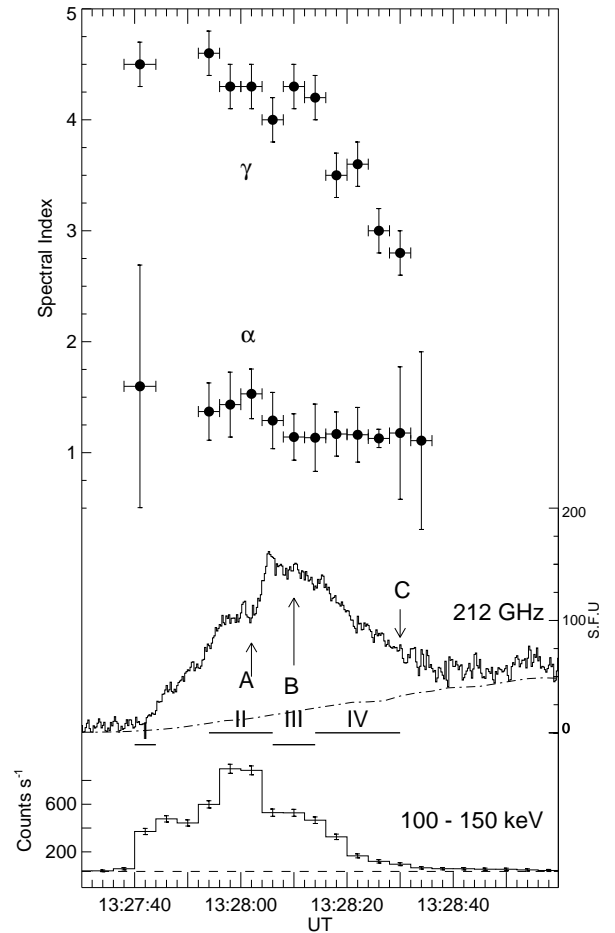 5
4
γ
3
Spectral Index
2
α
1
200
C
212 GHz
100
S.F.U
A
B
I
II
III
IV
0
Counts s-1
600
100 - 150 keV
200
13:27:40
13:28:00
13:28:20
13:28:40
UT